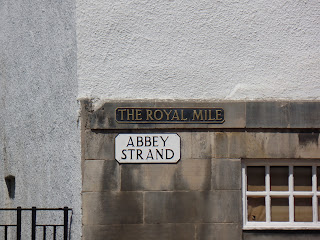 THE ROYAL MILE
ABBEY
STRAND